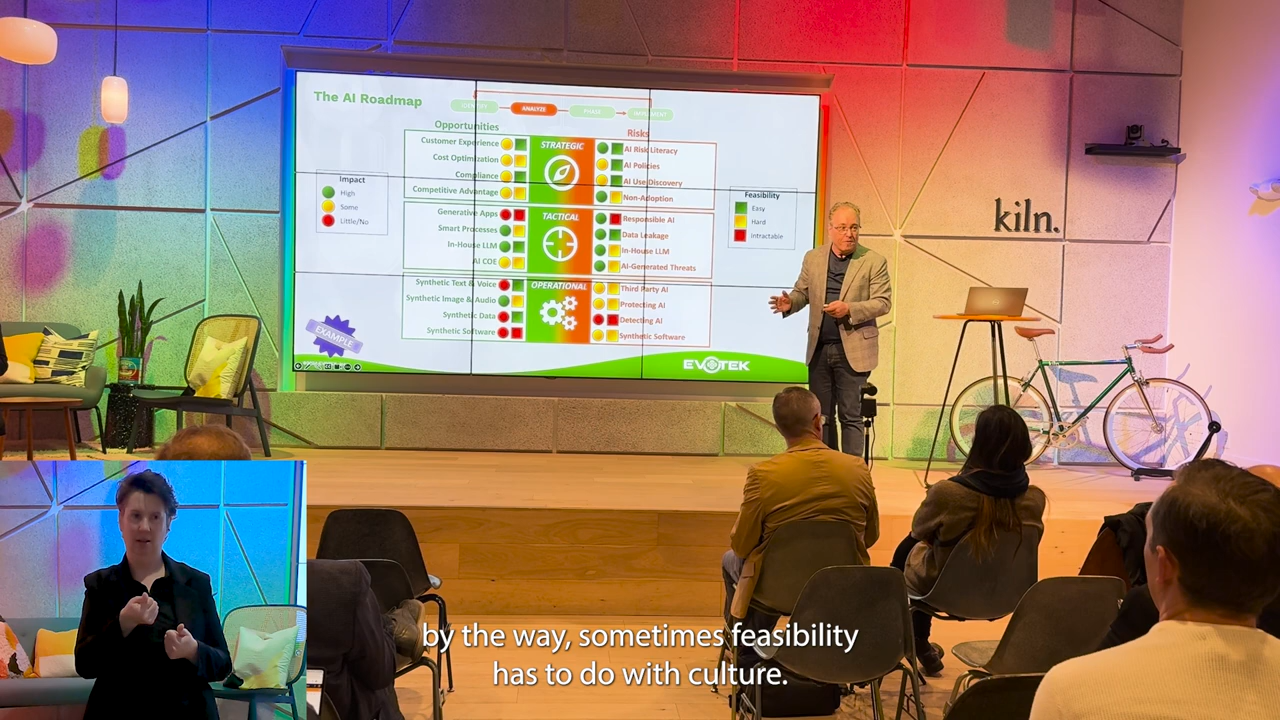 The AI Roadmap
IDENTIFY
ANALYZE
PHASE
IMPLEMENT
Opportunities
Risks
Impact
High
Some
Little/No
Customer Experience
Cost Optimization
Compliance
Competitive Advantage
STRATEGIC
AI Risk Literacy
AI Policies
AI Use Discovery
Non-Adoption
Feasibility
Easy
Hard
Intractable
Generative Apps
Smart Processes
In-House LLM
AI COE
TACTICAL
Responsible AI
Data Leakage
In-House LLM
AI-Generated Threats
Synthetic Text & Voice
Synthetic Image & Audio
Synthetic Data
Synthetic Software
OPERATIONAL
Third Party AI
Protecting AI
Detecting AI
Synthetic Software
EXAMPLE
EVOTEK
kiln.
by the way, sometimes feasibility
has to do with culture.